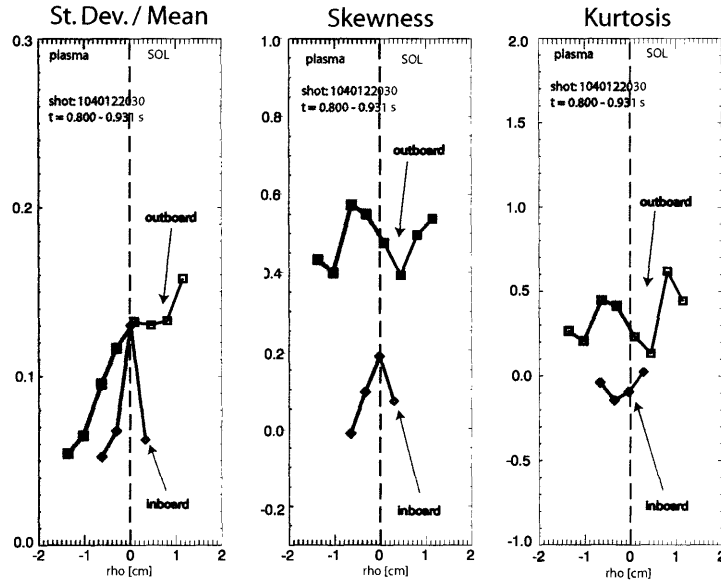 St. Dev. / Mean
0.3
0.2
0.1
0.0
plasma
SOL
shot: 1040122030
t = 0.800 - 0.931 s
outboard
inboard
-2
-1
0
1
2
rho [cm]
Skewness
1.0
0.8
0.6
0.4
0.2
0.0
-0.2
plasma
SOL
shot: 1040122030
t = 0.800 - 0.931 s
outboard
inboard
-2
-1
0
1
2
rho [cm]
Kurtosis
2.0
1.5
1.0
0.5
0.0
-0.5
-1.0
plasma
SOL
shot: 1040122030
t = 0.800 - 0.931 s
outboard
inboard
-2
-1
0
1
2
rho [cm]